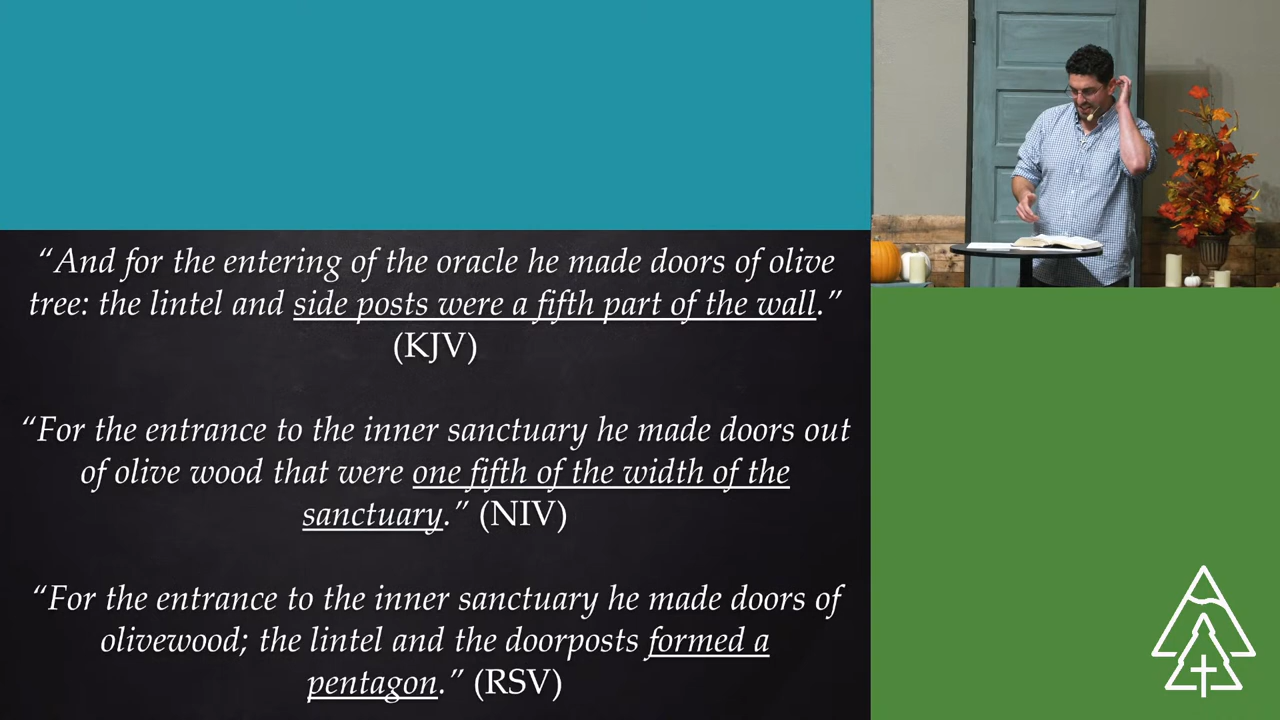 “And for the entering of the oracle he made doors of olive
tree: the lintel and side posts were a fifth part of the wall.”
(KJV)
“For the entrance to the inner sanctuary he made doors out
of olive wood that were one fifth of the width of the
sanctuary.” (NIV)
“For the entrance to the inner sanctuary he made doors of
olivewood; the lintel and the doorposts formed a
pentagon.” (RSV)